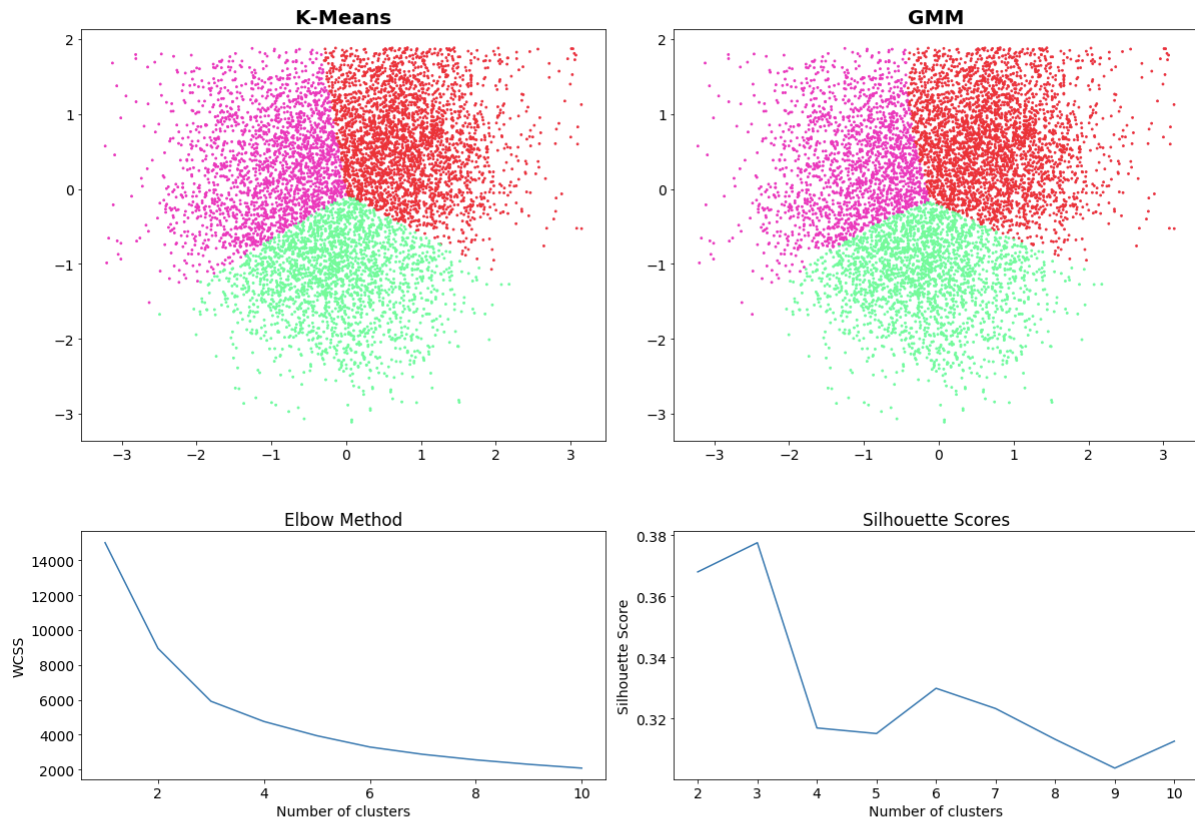 K-Means
2
1
0
−1
−2
−3
−3 −2 −1 0 1 2 3
GMM
2
1
0
−1
−2
−3
−3 −2 −1 0 1 2 3
Elbow Method
WCSS
14000
12000
10000
8000
6000
4000
2000
2 4 6 8 10
Number of clusters
Silhouette Scores
Silhouette Score
0.38
0.36
0.34
0.32
2 3 4 5 6 7 8 9 10
Number of clusters